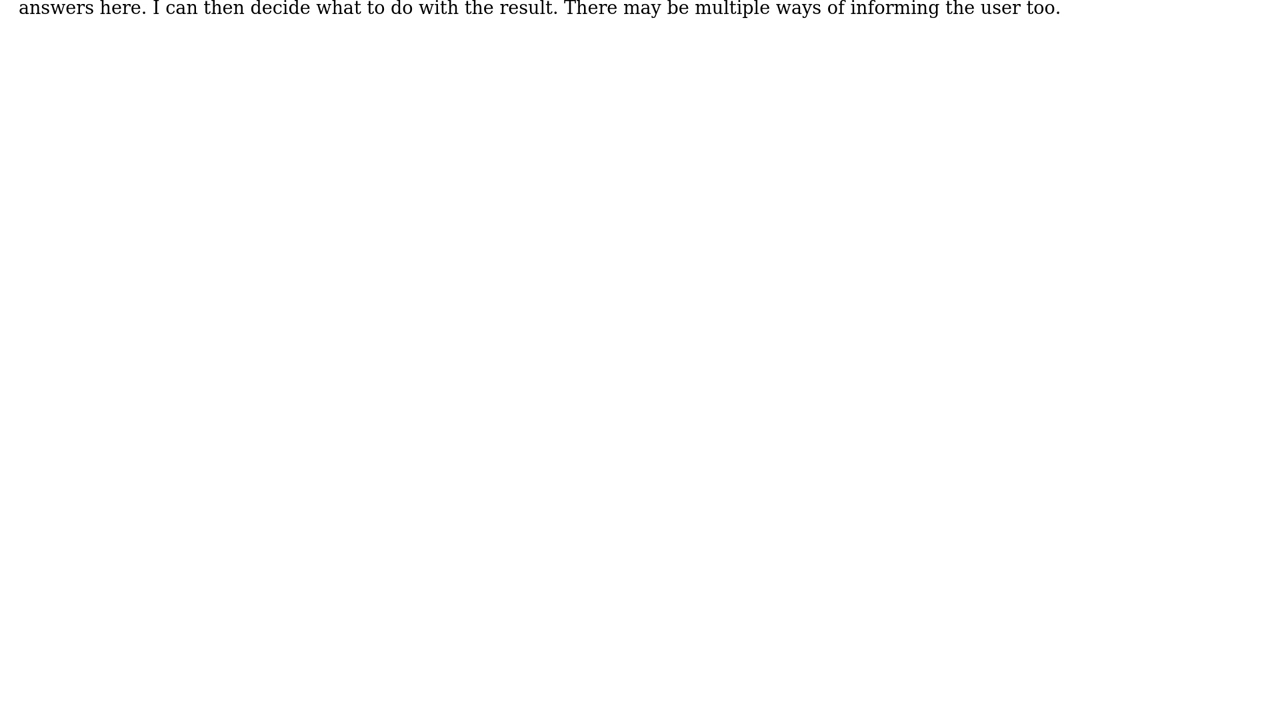 answers here. I can then decide what to do with the result. There may be multiple ways of informing the user too.